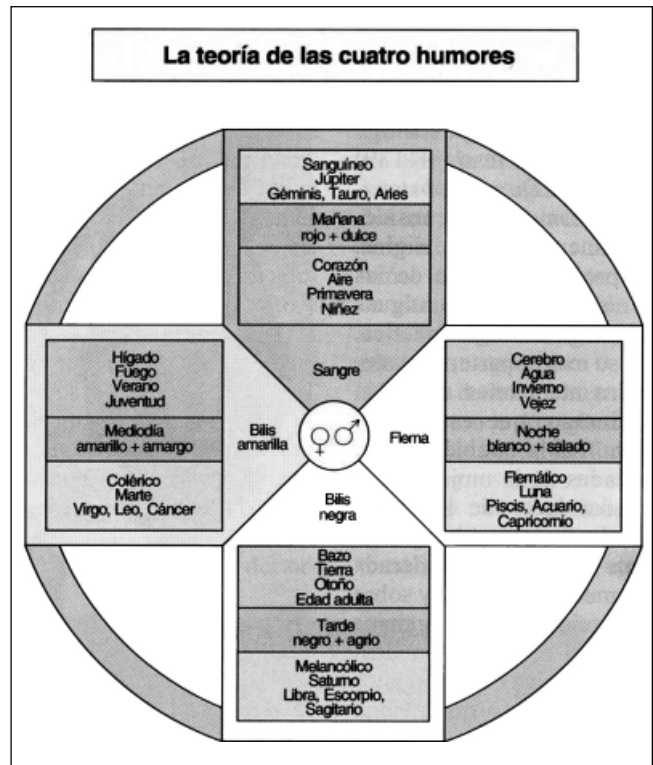 La teoría de las cuatro humores
Sanguíneo
Júpiter
Géminis, Tauro, Aries
Mañana
rojo + dulce
Corazón
Aire
Primavera
Niñez
Sangre
Hígado
Fuego
Verano
Juventud
Mediodía
amarillo + amargo
Colérico
Marte
Virgo, Leo, Cáncer
Bilis
amarilla
Flema
Cerebro
Agua
Invierno
Vejez
Noche
blanco + salado
Flemático
Luna
Piscis, Acuario,
Capricornio
Bilis
negra
Bazo
Tierra
Otoño
Edad adulta
Tarde
negro + agrio
Melancólico
Saturno
Libra, Escorpio,
Sagitario